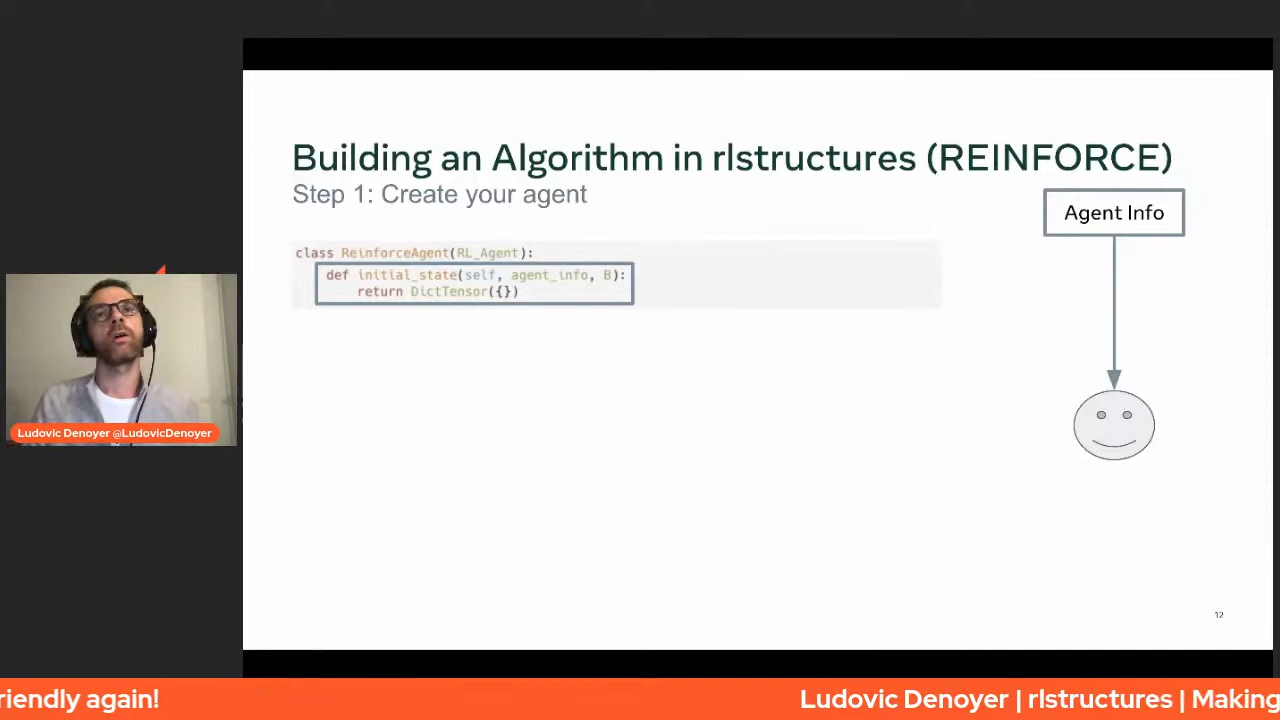 Building an Algorithm in rlstructures (REINFORCE)
Step 1: Create your agent
Agent Info
class ReinforceAgent(RL_Agent):
def initial_state(self, agent_info, B):
return DictTensor({})
Ludovic Denoyer @LudovicDenoyer
12
riendly again!
Ludovic Denoyer | rlstructures | Making